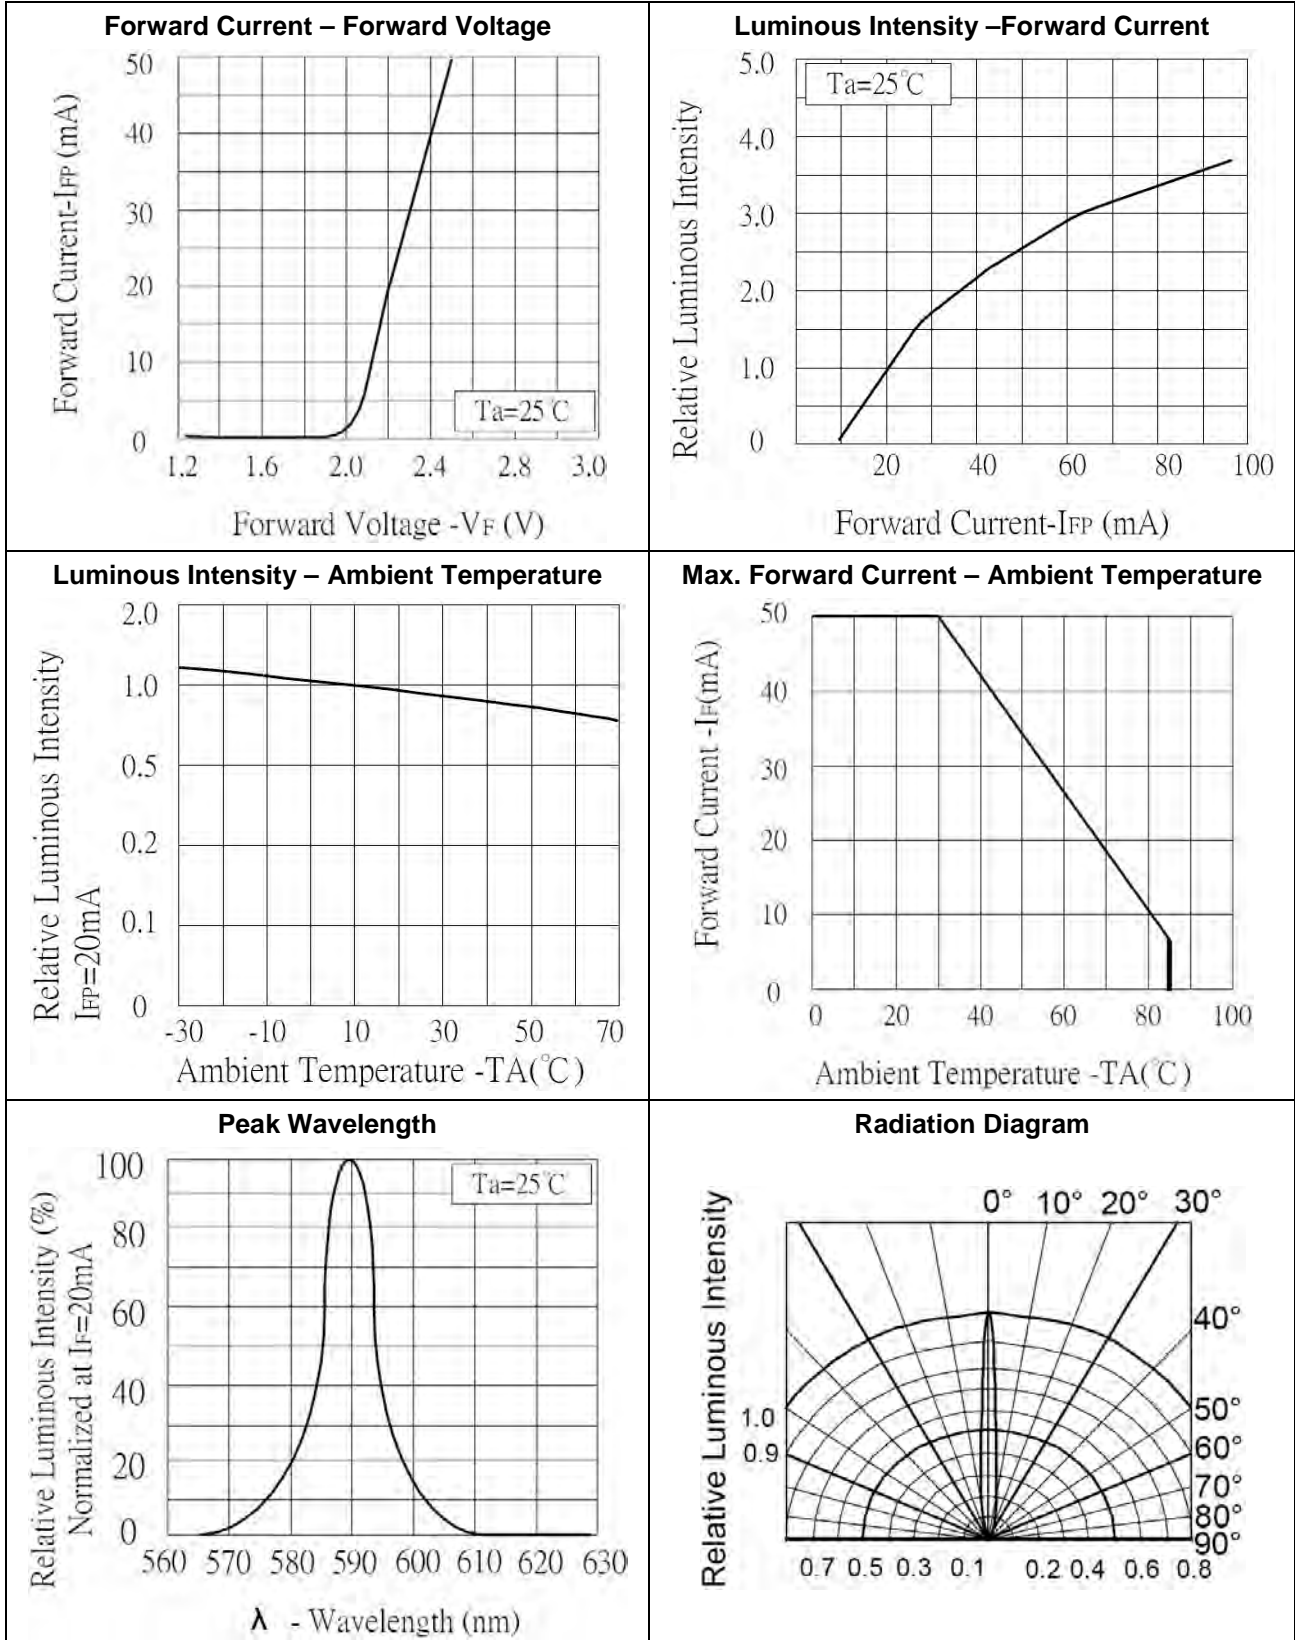 Forward Current – Forward Voltage
Forward Current-IFP (mA)
50
40
30
20
10
0
Ta=25℃
1.2 1.6 2.0 2.4 2.8 3.0
Forward Voltage -VF (V)
Luminous Intensity –Forward Current
Relative Luminous Intensity
5.0
Ta=25℃
4.0
3.0
2.0
1.0
0
20 40 60 80 100
Forward Current-IFP (mA)
Luminous Intensity – Ambient Temperature
Relative Luminous Intensity
IFP=20mA
2.0
1.0
0.5
0.2
0.1
0
-30 -10 10 30 50 70
Ambient Temperature -TA(℃)
Max. Forward Current – Ambient Temperature
Forward Current -IF(mA)
50
40
30
20
10
0
0 20 40 60 80 100
Ambient Temperature -TA(℃)
Peak Wavelength
Relative Luminous Intensity (%)
Normalized at IF=20mA
100
Ta=25℃
80
60
40
20
0
560 570 580 590 600 610 620 630
λ - Wavelength (nm)
Radiation Diagram
Relative Luminous Intensity
0° 10° 20° 30°
40°
50°
1.0
60°
0.9
70°
80°
90°
0.7 0.5 0.3 0.1 0.2 0.4 0.6 0.8